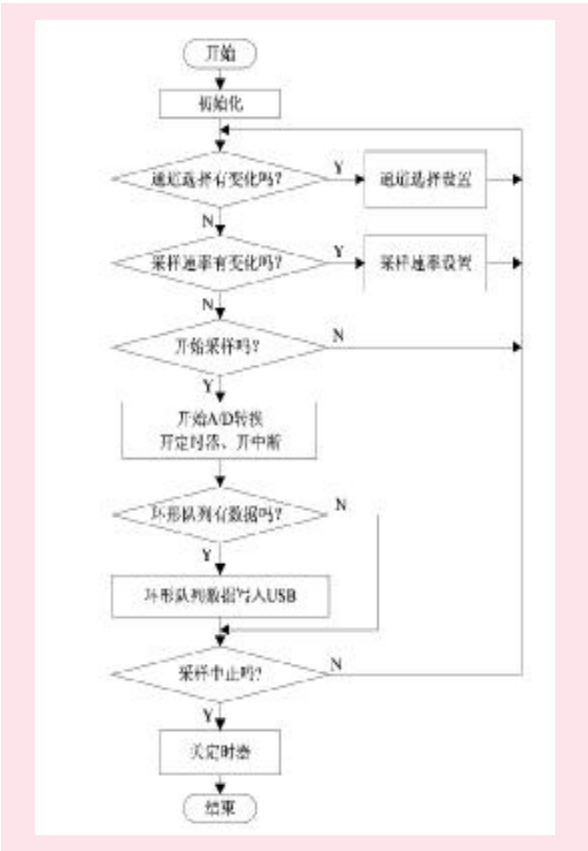 开始
初始化
通道选择有变化吗?
Y
通道选择设置
N
采样速率有变化吗?
Y
采样速率设置
N
开始采样吗?
N
Y
开始A/D转换
开定时器、开中断
环形队列有数据吗?
N
Y
环形队列数据写入USB
采样中止吗?
N
Y
关定时器
结束